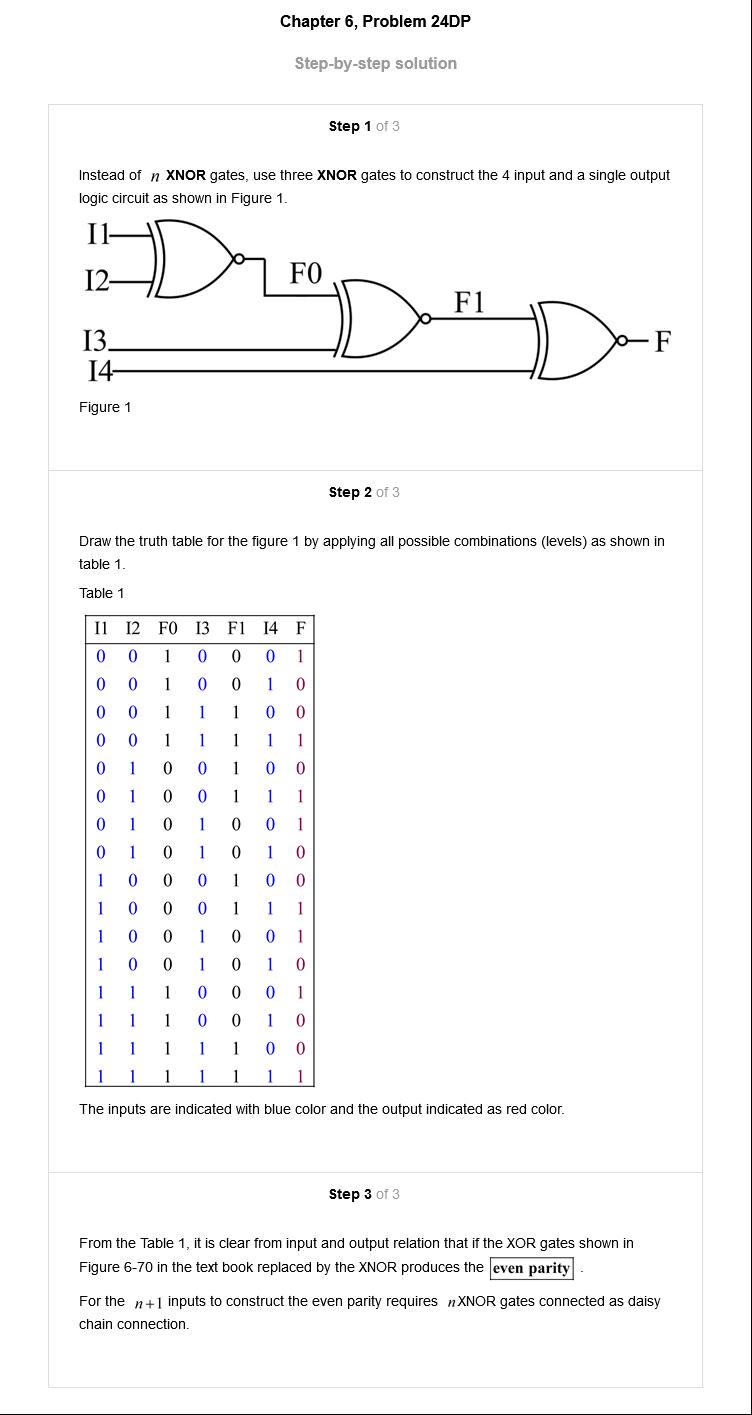 Chapter 6, Problem 24DP
Step-by-step solution
Step 1 of 3
Instead of n XNOR gates, use three XNOR gates to construct the 4 input and a single output
logic circuit as shown in Figure 1.
I1
I2
F0
F1
I3
F
I4
Figure 1
Step 2 of 3
Draw the truth table for the figure 1 by applying all possible combinations (levels) as shown in
table 1.
Table 1
I1 I2 F0 I3 F1 I4 F
0 0 1 0 0 0 1
0 0 1 0 0 1 0
0 0 1 1 1 0 0
0 0 1 1 1 1 1
0 1 0 0 1 0 0
0 1 0 0 1 1 1
0 1 0 1 0 0 1
0 1 0 1 0 1 0
1 0 0 0 1 0 0
1 0 0 0 1 1 1
1 0 0 1 0 0 1
1 0 0 1 0 1 0
1 1 1 0 0 0 1
1 1 1 0 0 1 0
1 1 1 1 1 0 0
1 1 1 1 1 1 1
The inputs are indicated with blue color and the output indicated as red color.
Step 3 of 3
From the Table 1, it is clear from input and output relation that if the XOR gates shown in
Figure 6-70 in the text book replaced by the XNOR produces the even parity .
For the n+1 inputs to construct the even parity requires n XNOR gates connected as daisy
chain connection.